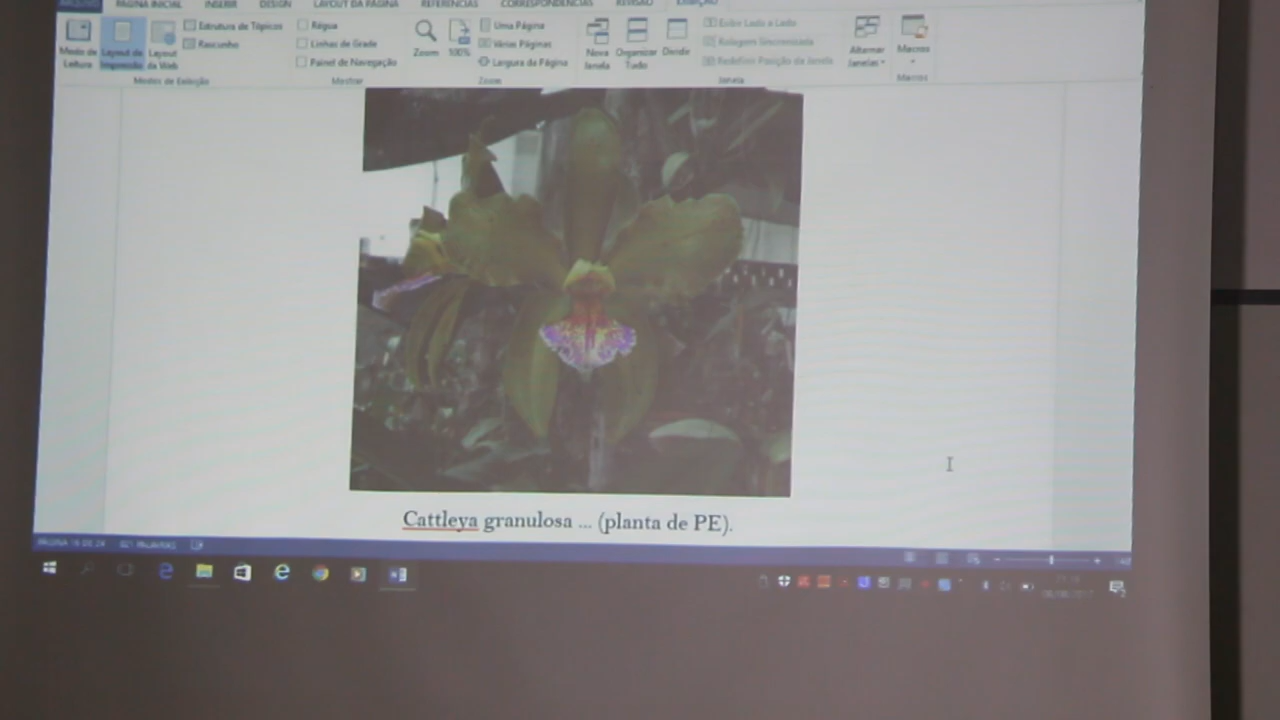 ARQUIVO PÁGINA INICIAL INSERIR DESIGN LAYOUT DA PÁGINA REFERÊNCIAS CORRESPONDÊNCIAS REVISÃO EXIBIÇÃO
Modo de Leitura
Layout de Impressão
Layout da Web
Estrutura de Tópicos
Rascunho
Modos de Exibição
Régua
Linhas de Grade
Painel de Navegação
Mostrar
Zoom
100%
Uma Página
Várias Páginas
Largura da Página
Zoom
Nova Janela
Organizar Tudo
Dividir
Exibir Lado a Lado
Rolagem Sincronizada
Redefinir Posição da Janela
Janela
Alternar Janelas
Macros
Macros
Cattleya granulosa ... (planta de PE).